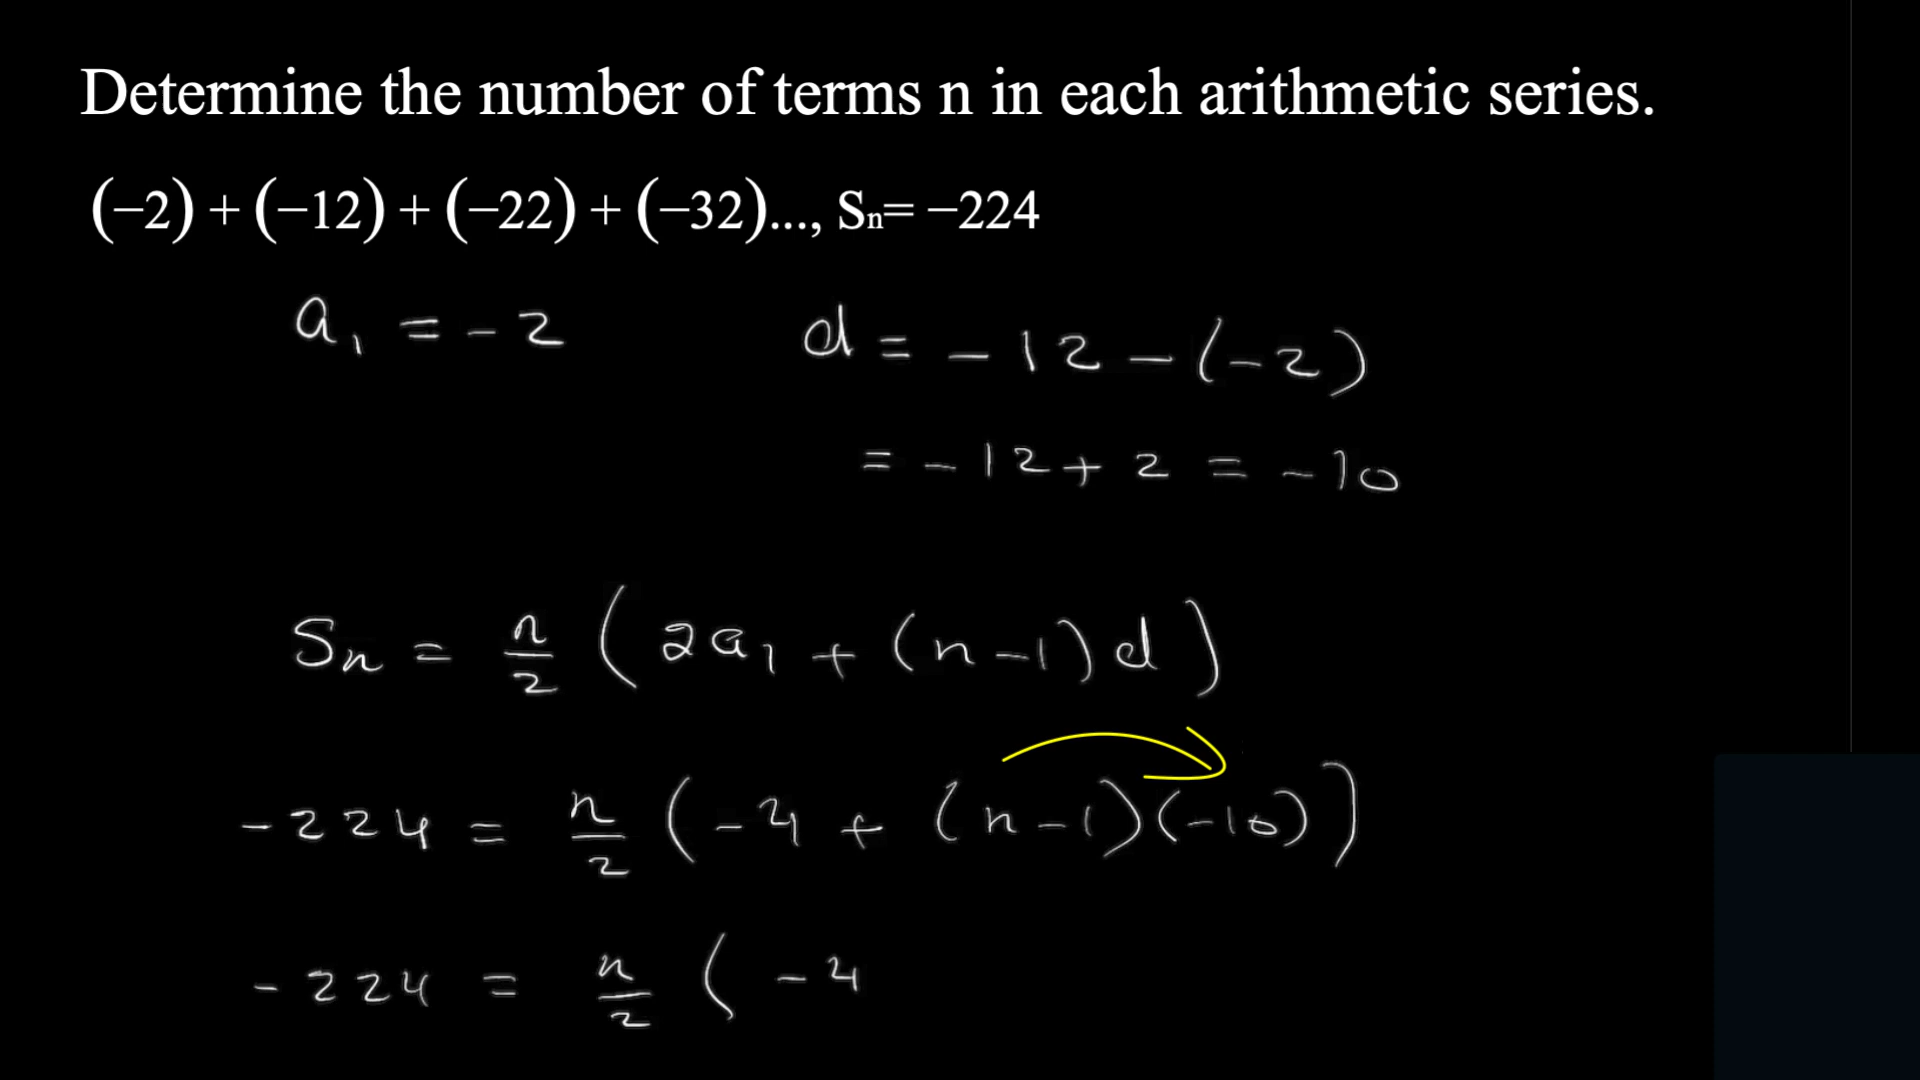 Determine the number of terms n in each arithmetic series.
(−2) + (−12) + (−22) + (−32)..., Sₙ= −224
a₁ = -2
d = -12-(-2)
= -12+2 = -10
Sₙ = n/2 (2a₁ + (n-1)d)
-224 = n/2 (-4 + (n-1)(-10))
-224 = n/2 ( -4